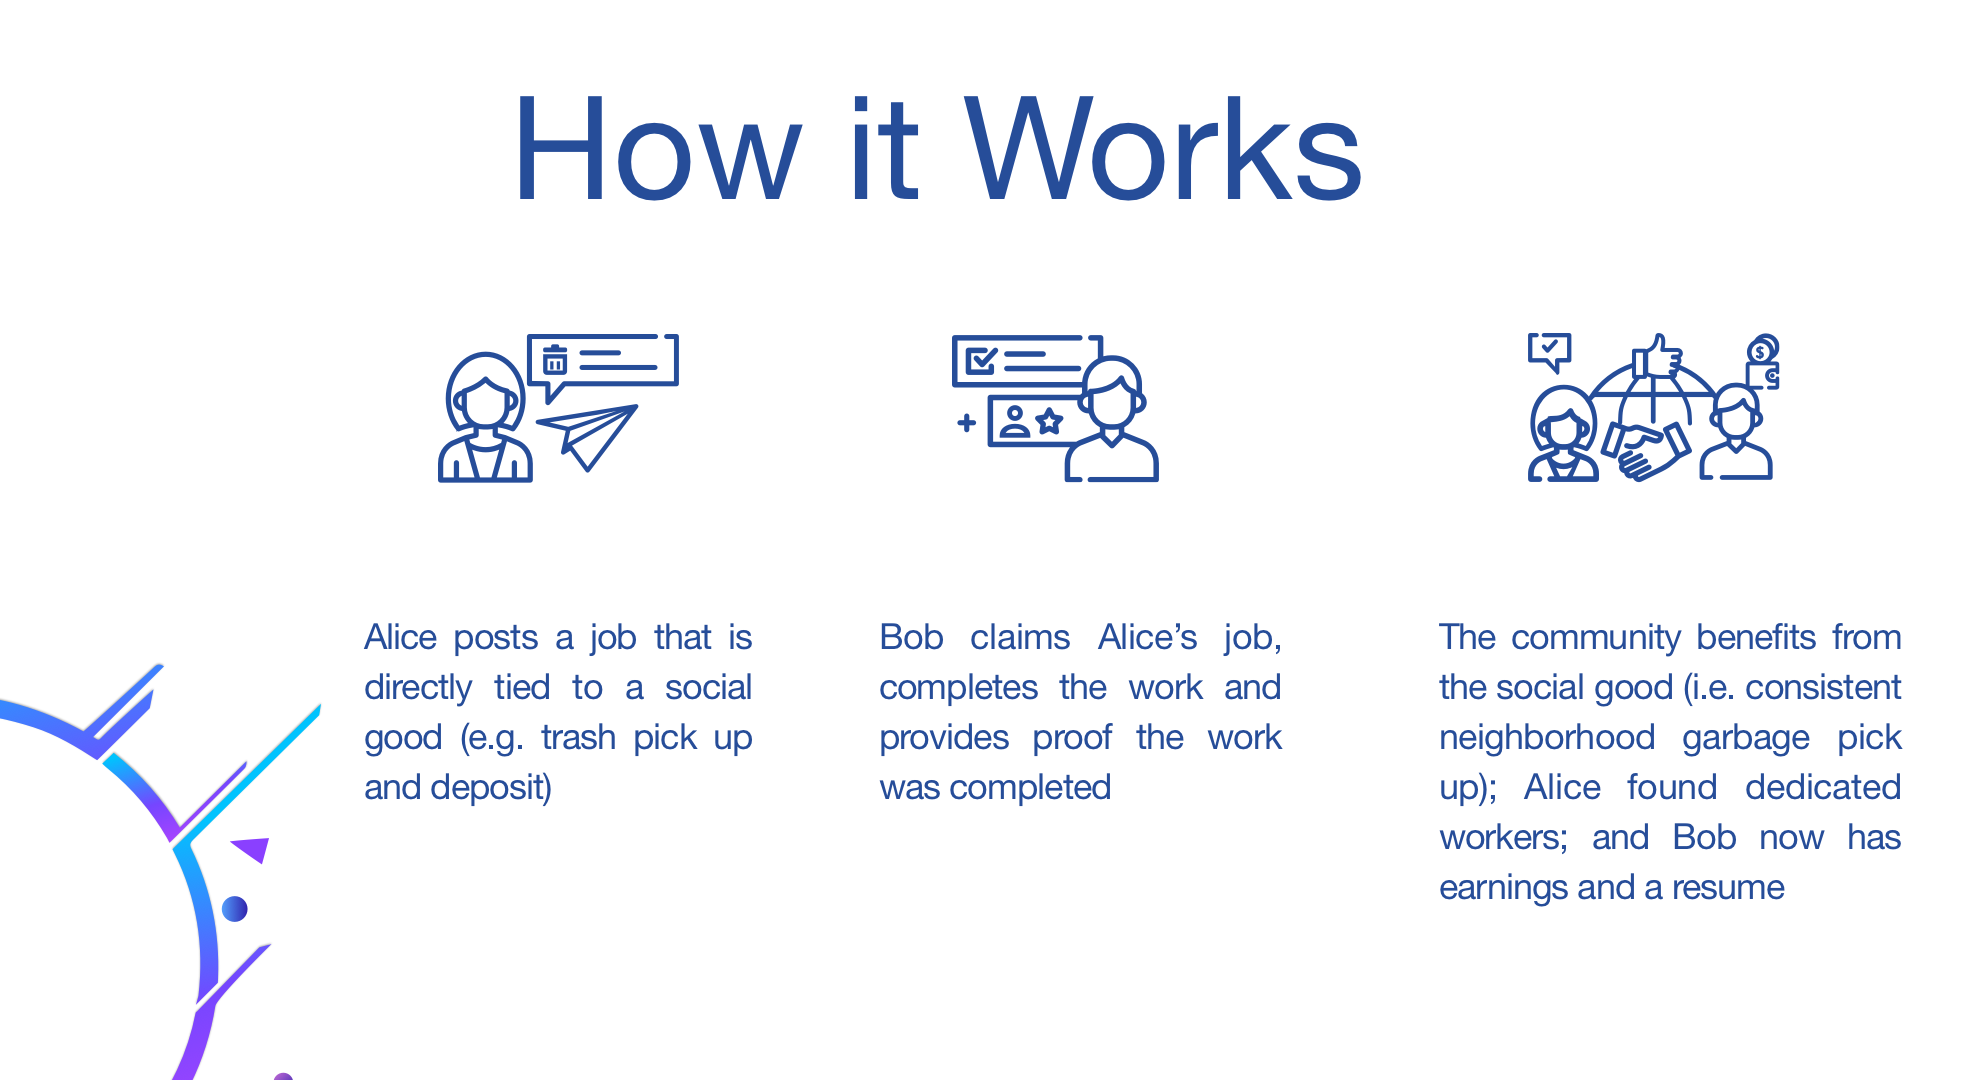 How it Works
Alice posts a job that is
directly tied to a social
good (e.g. trash pick up
and deposit)
Bob claims Alice’s job,
completes the work and
provides proof the work
was completed
$
The community benefits from
the social good (i.e. consistent
neighborhood garbage pick
up); Alice found dedicated
workers; and Bob now has
earnings and a resume